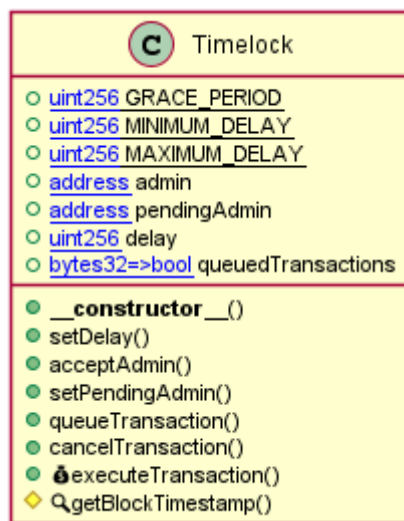 C Timelock
uint256 GRACE_PERIOD
uint256 MINIMUM_DELAY
uint256 MAXIMUM_DELAY
address admin
address pendingAdmin
uint256 delay
bytes32=>bool queuedTransactions
__constructor__()
setDelay()
acceptAdmin()
setPendingAdmin()
queueTransaction()
cancelTransaction()
executeTransaction()
getBlockTimestamp()